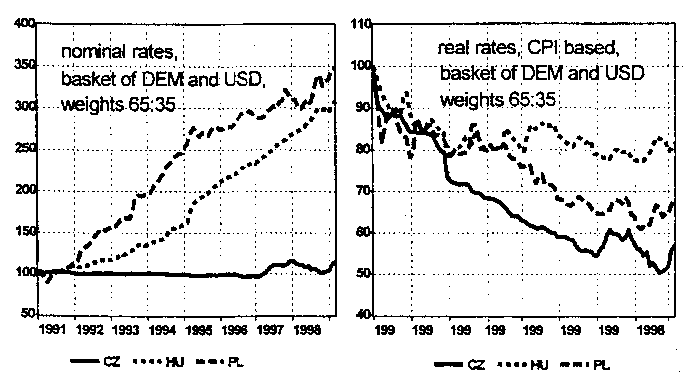 400
350
300
250
200
150
100
50
nominal rates,
basket of DEM and USD,
weights 65:35
1991 1992 1993 1994 1995 1996 1997 1998
CZ HU PL
110
100
90
80
70
60
50
40
real rates, CPI based,
basket of DEM and USD
weights 65:35
199 199 199 199 199 199 199 1998
CZ HU PL